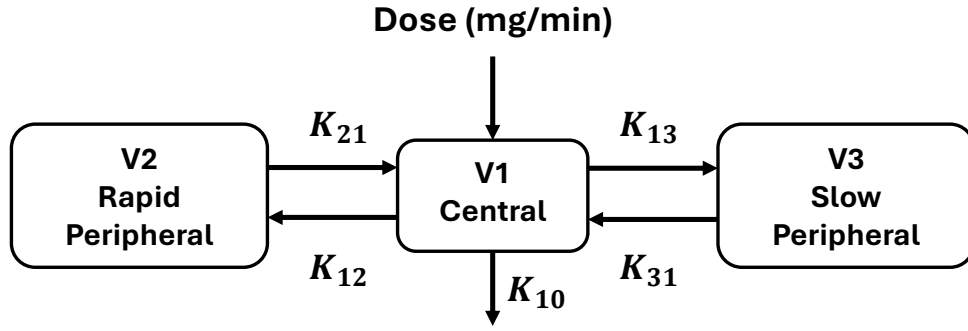 Dose (mg/min)
K21
K13
V2
Rapid
Peripheral
V1
Central
V3
Slow
Peripheral
K12
K10
K31